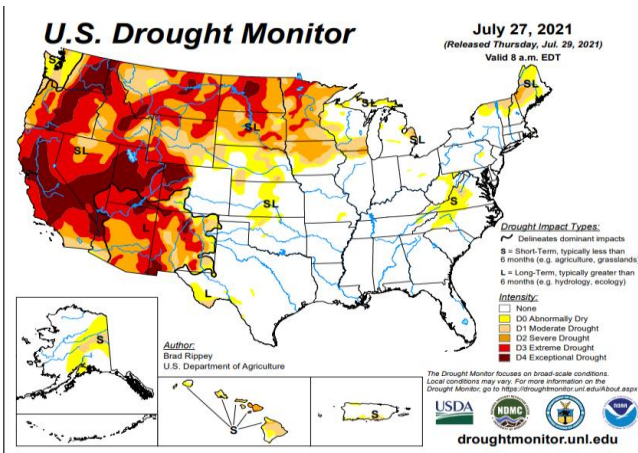 U.S. Drought Monitor
July 27, 2021
(Released Thursday, Jul. 29, 2021)
Valid 8 a.m. EDT
S
SL
SL
SL
SL
SL
SL
S
L
L
S
S
S
Drought Impact Types:
Delineates dominant impacts
S = Short-Term, typically less than
6 months (e.g. agriculture, grasslands)
L = Long-Term, typically greater than
6 months (e.g. hydrology, ecology)
Intensity:
None
D0 Abnormally Dry
D1 Moderate Drought
D2 Severe Drought
D3 Extreme Drought
D4 Exceptional Drought
Author:
Brad Rippey
U.S. Department of Agriculture
The Drought Monitor focuses on broad-scale conditions.
Local conditions may vary. For more information on the
Drought Monitor, go to https://droughtmonitor.unl.edu/About.aspx
USDA
NDMC
NOAA
droughtmonitor.unl.edu